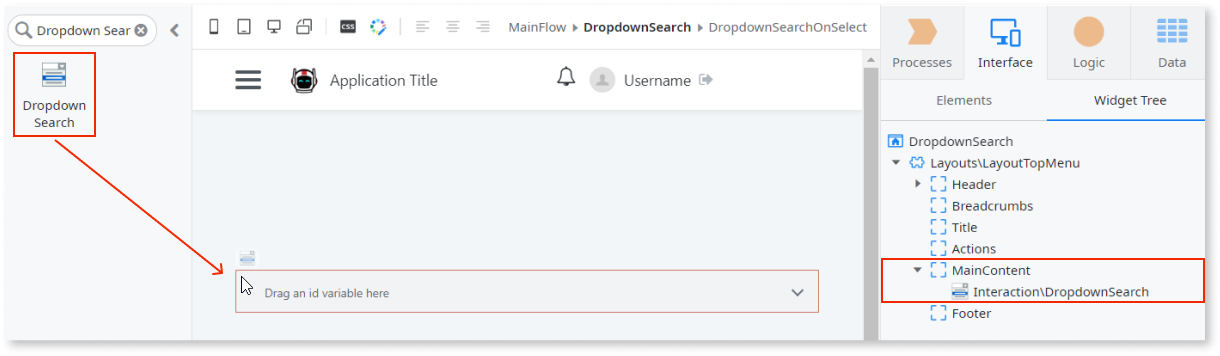 Dropdown Sear
Dropdown
Search
CSS
MainFlow DropdownSearch DropdownSearchOnSelect
Application Title
Username
Drag an id variable here
Processes
Interface
Logic
Data
Elements
Widget Tree
DropdownSearch
Layouts\LayoutTopMenu
Header
Breadcrumbs
Title
Actions
MainContent
Interaction\DropdownSearch
Footer